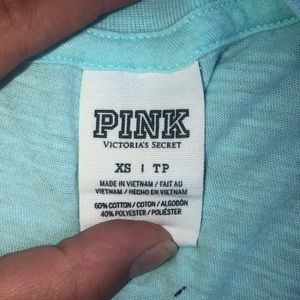 PINK
VICTORIA'S SECRET
XS | TP
MADE IN VIETNAM / FAIT AU
VIETNAM / HECHO EN VIETNAM
60% COTTON / COTON / ALGODÓN
40% POLYESTER / POLIÉSTER